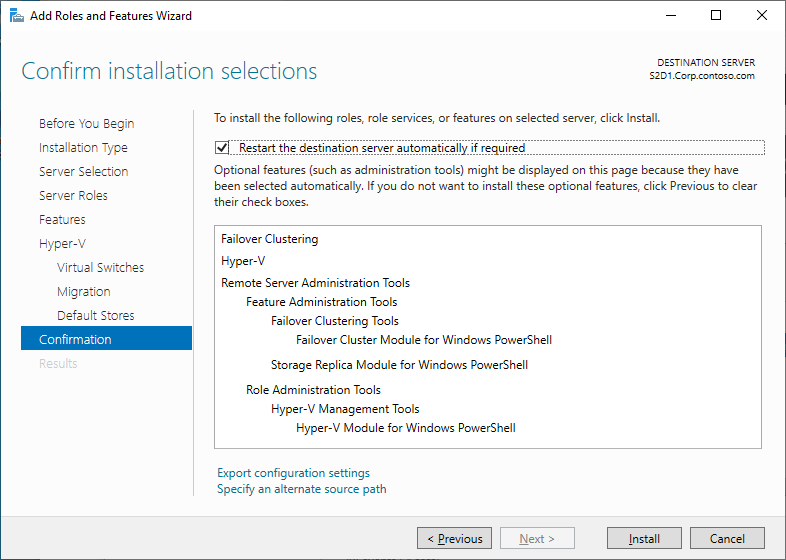 Add Roles and Features Wizard
Confirm installation selections
DESTINATION SERVER
S2D1.Corp.contoso.com
Before You Begin
Installation Type
Server Selection
Server Roles
Features
Hyper-V
Virtual Switches
Migration
Default Stores
Confirmation
Results
To install the following roles, role services, or features on selected server, click Install.
Restart the destination server automatically if required
Optional features (such as administration tools) might be displayed on this page because they have
been selected automatically. If you do not want to install these optional features, click Previous to clear
their check boxes.
Failover Clustering
Hyper-V
Remote Server Administration Tools
Feature Administration Tools
Failover Clustering Tools
Failover Cluster Module for Windows PowerShell
Storage Replica Module for Windows PowerShell
Role Administration Tools
Hyper-V Management Tools
Hyper-V Module for Windows PowerShell
Export configuration settings
Specify an alternate source path
< Previous
Next >
Install
Cancel